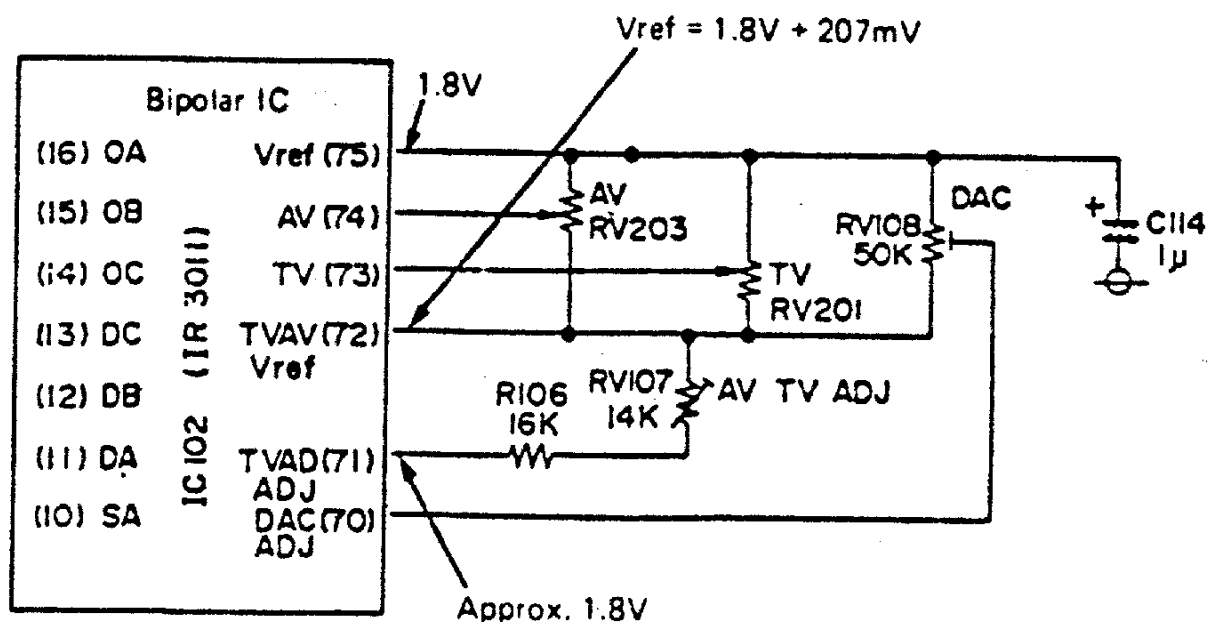 Vref = 1.8V + 207mV
1.8V
Bipolar IC
(16) OA
Vref (75)
(15) OB
AV (74)
(14) OC
TV (73)
(13) DC
TVAV (72)
Vref
(12) DB
(11) DA
TVAD (71)
ADJ
(10) SA
DAC (70)
ADJ
IC102 (IR 3011)
AV
RV203
TV
RV201
DAC
RV108
50K
+
C114
1μ
R106
16K
RV107
14K
AV TV ADJ
Approx. 1.8V